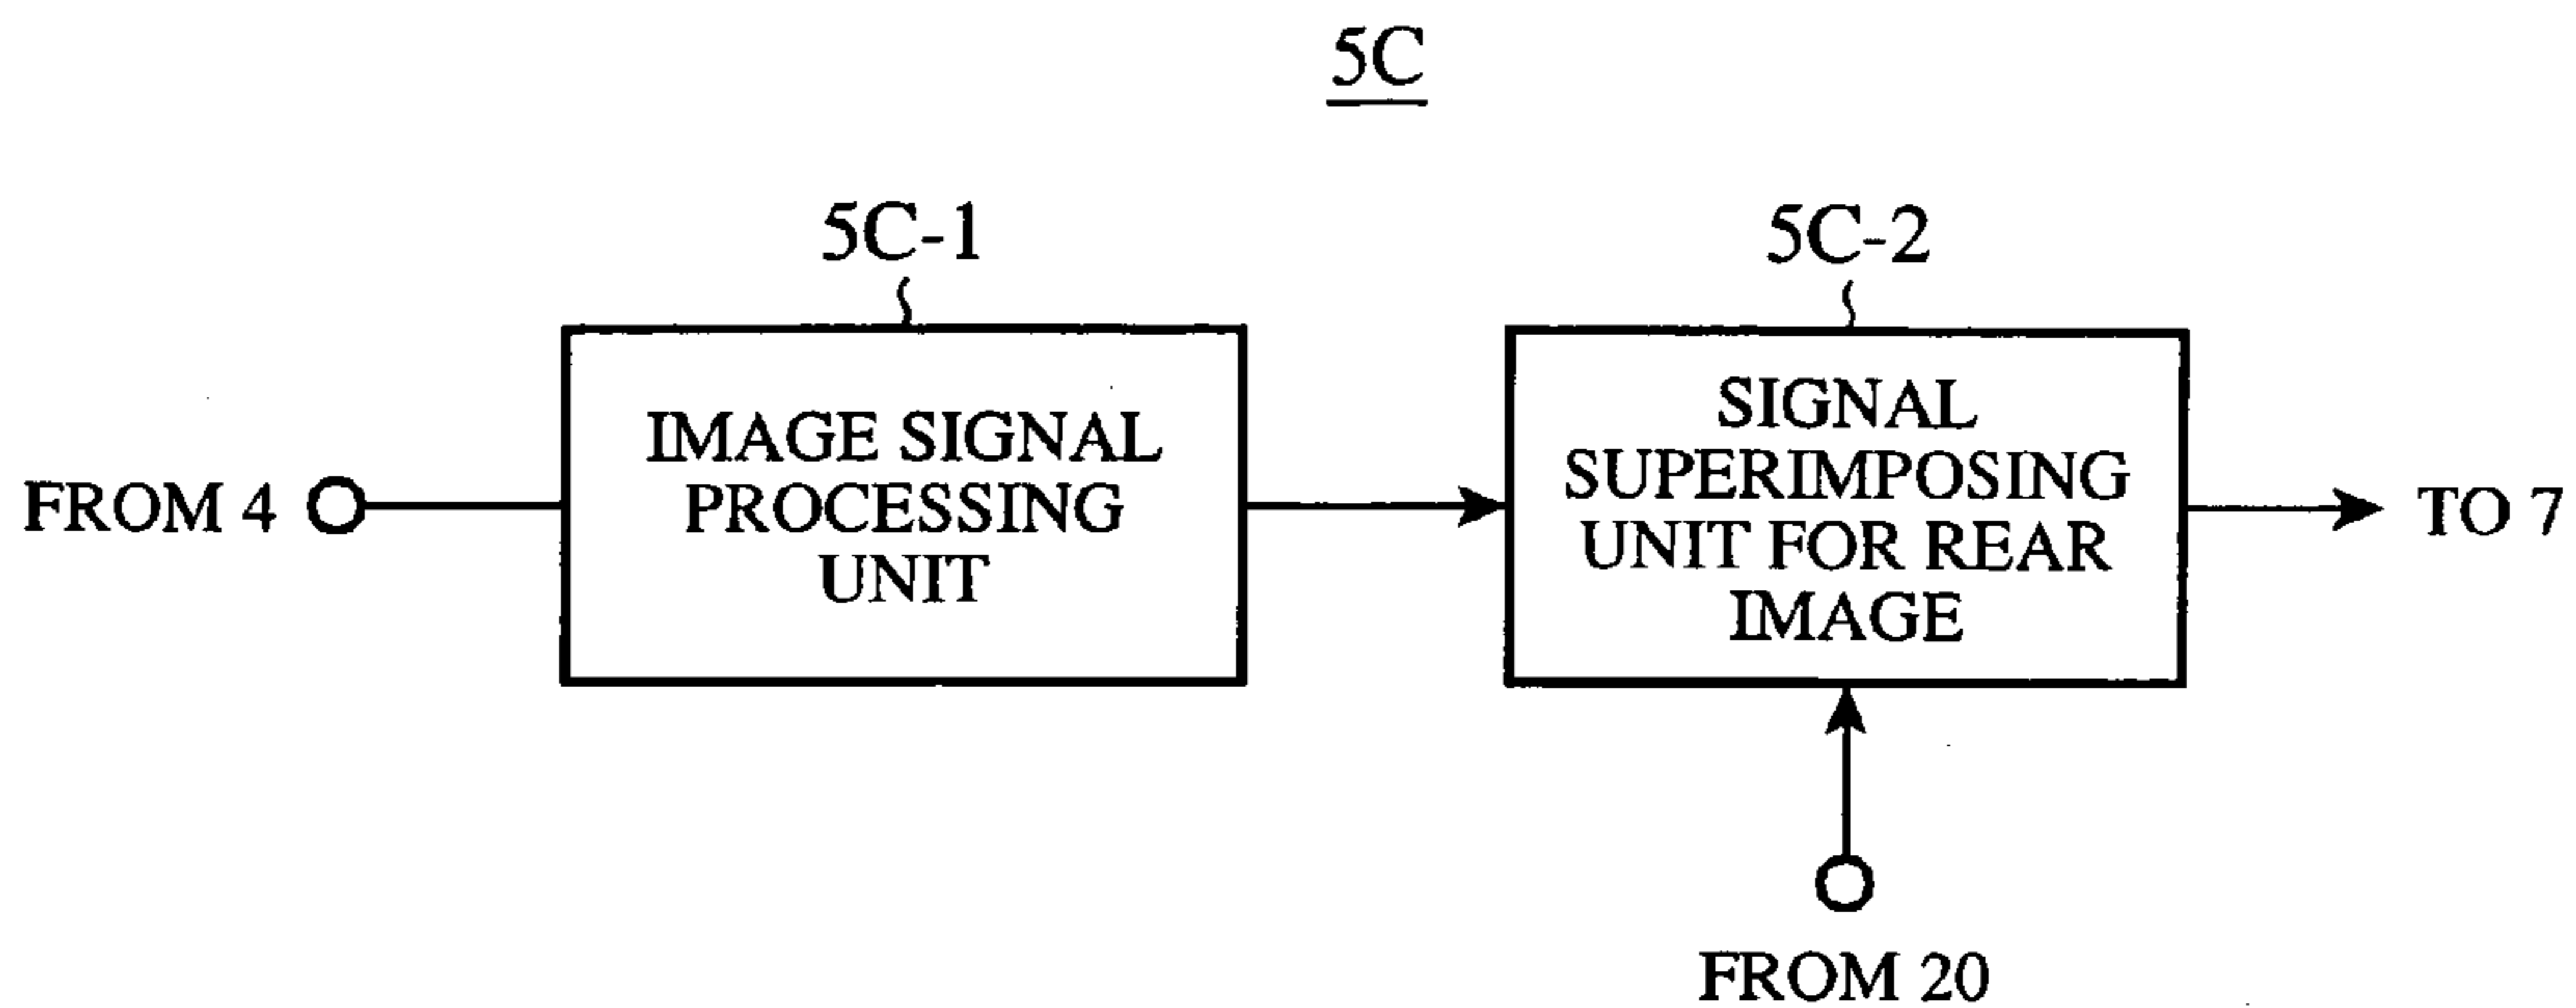 5C
5C-1
5C-2
FROM 4
IMAGE SIGNAL
PROCESSING
UNIT
SIGNAL
SUPERIMPOSING
UNIT FOR REAR
IMAGE
TO 7
FROM 20